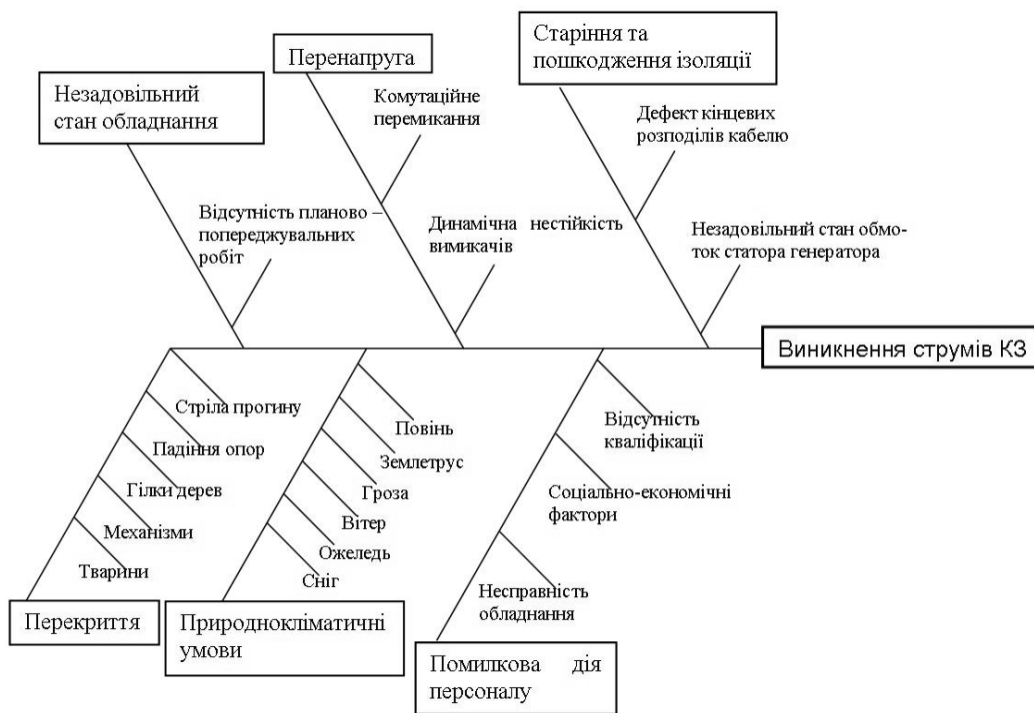 Старіння та
пошкодження ізоляції
Перенапруга
Незадовільний
стан обладнання
Комутаційне
перемикання
Дефект кінцевих
розподілів кабелю
Відсутність планово –
попереджувальних
робіт
Динамічна нестійкість
вимикачів
Незадовільний стан обмо-
ток статора генератора
Виникнення струмів КЗ
Стріла прогину
Падіння опор
Гілки дерев
Механізми
Тварини
Перекриття
Повінь
Землетрус
Гроза
Вітер
Ожеледь
Сніг
Природнокліматичні
умови
Відсутність
кваліфікації
Соціально-економічні
фактори
Несправність
обладнання
Помилкова дія
персоналу